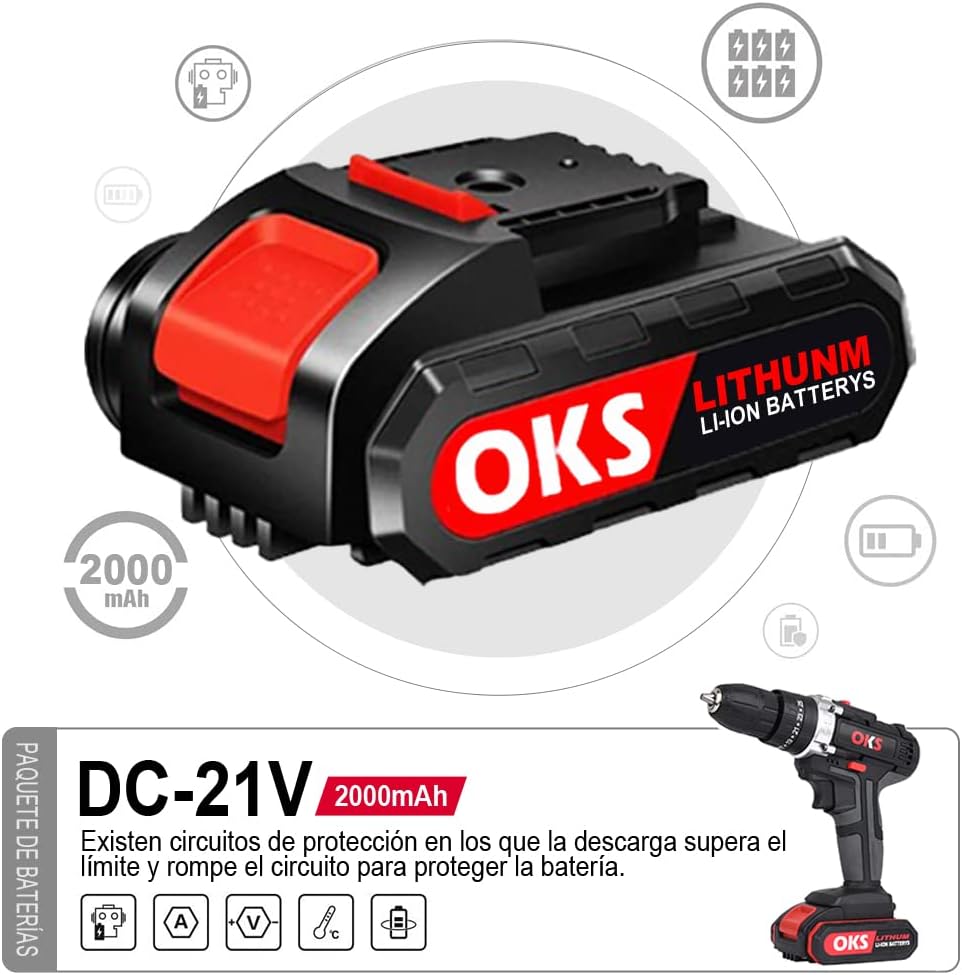 OKS
LITHUNM
LI-ION BATTERYS
2000
mAh
PAQUETE DE BATERÍAS
DC-21V
2000mAh
Existen circuitos de protección en los que la descarga supera el
límite y rompe el circuito para proteger la batería.
A
+V-
°C
OKS
OKS
LITHUM
LI-ION BATTERYS